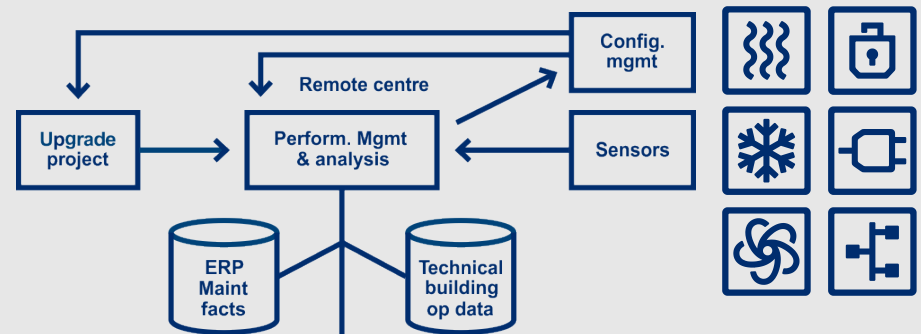 Config.
mgmt
Remote centre
Upgrade
project
Perform. Mgmt
& analysis
Sensors
ERP
Maint
facts
Technical
building
op data